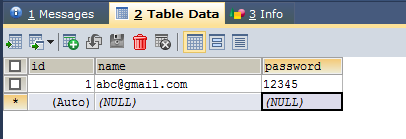 1 Messages 2 Table Data 3 Info
id name password
1 abc@gmail.com 12345
* (Auto) (NULL) (NULL)